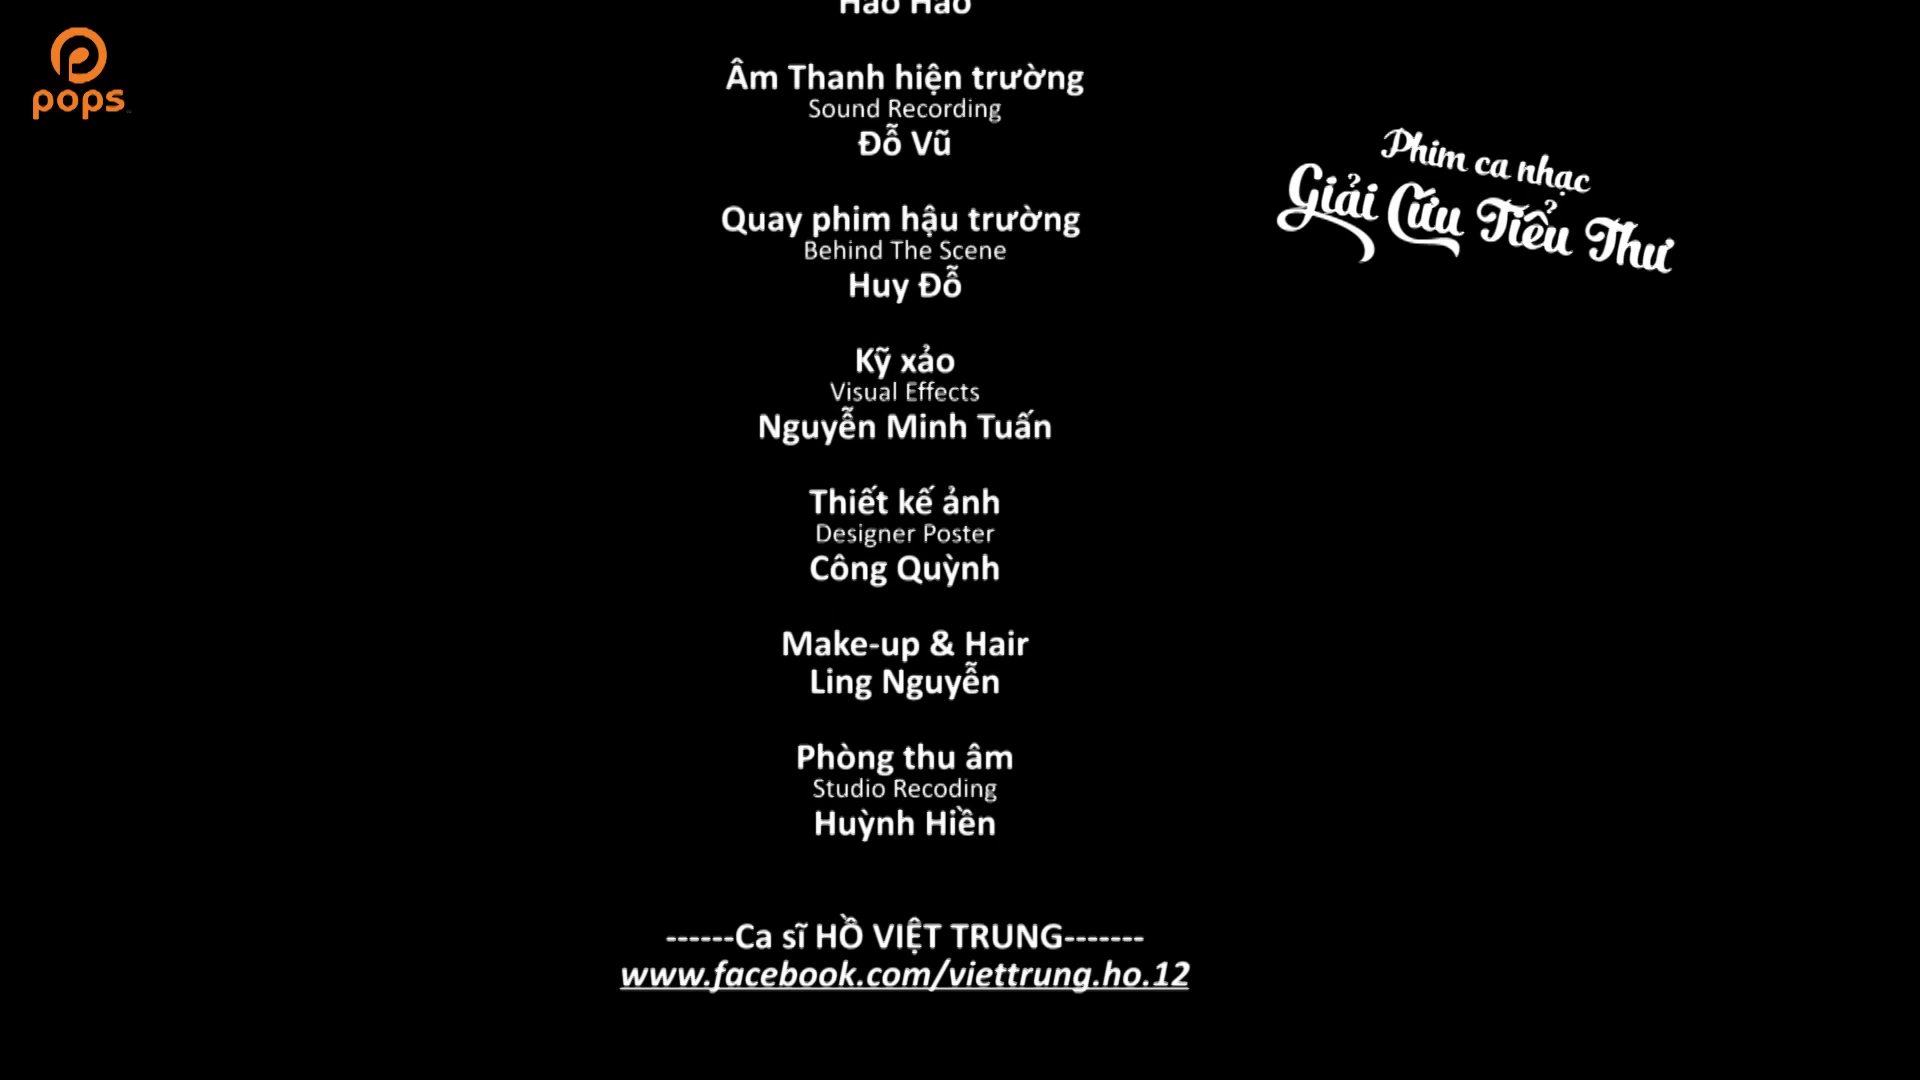 pops
Hào Hào
Âm Thanh hiện trường
Sound Recording
Đỗ Vũ
Quay phim hậu trường
Behind The Scene
Huy Đỗ
Kỹ xảo
Visual Effects
Nguyễn Minh Tuấn
Thiết kế ảnh
Designer Poster
Công Quỳnh
Make-up & Hair
Ling Nguyễn
Phòng thu âm
Studio Recoding
Huỳnh Hiền
------Ca sĩ HỒ VIỆT TRUNG-------
www.facebook.com/viettrung.ho.12
Phim ca nhạc
Giải Cứu Tiểu Thư